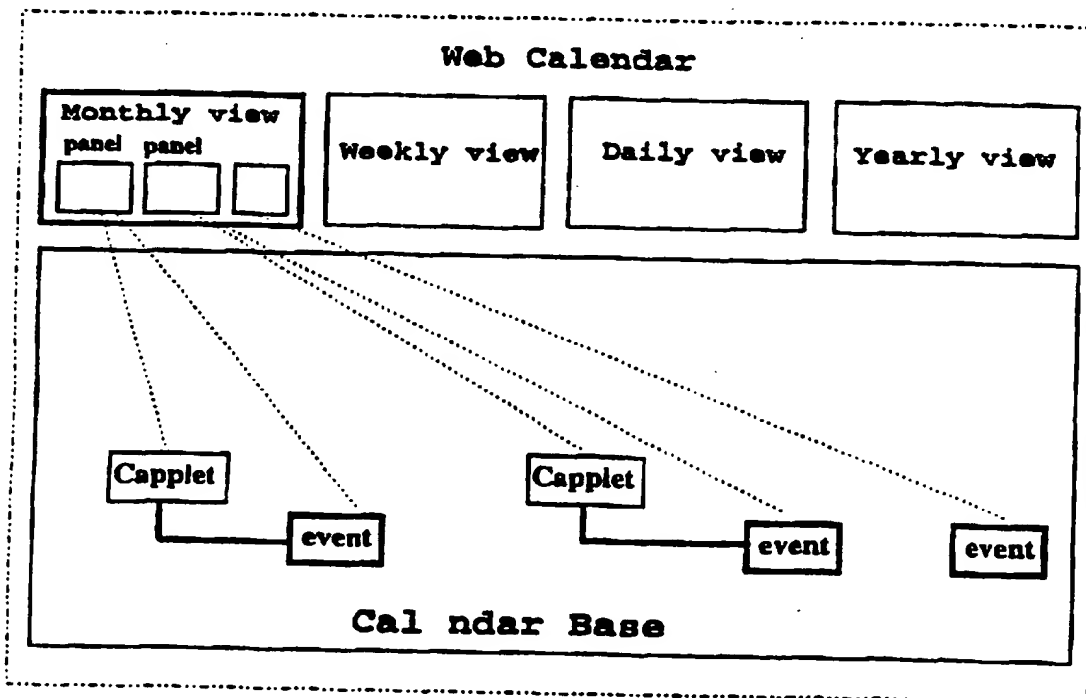 Web Calendar
Monthly view
panel panel
Weekly view
Daily view
Yearly view
Capplet
Capplet
event
event
event
Cal ndar Base